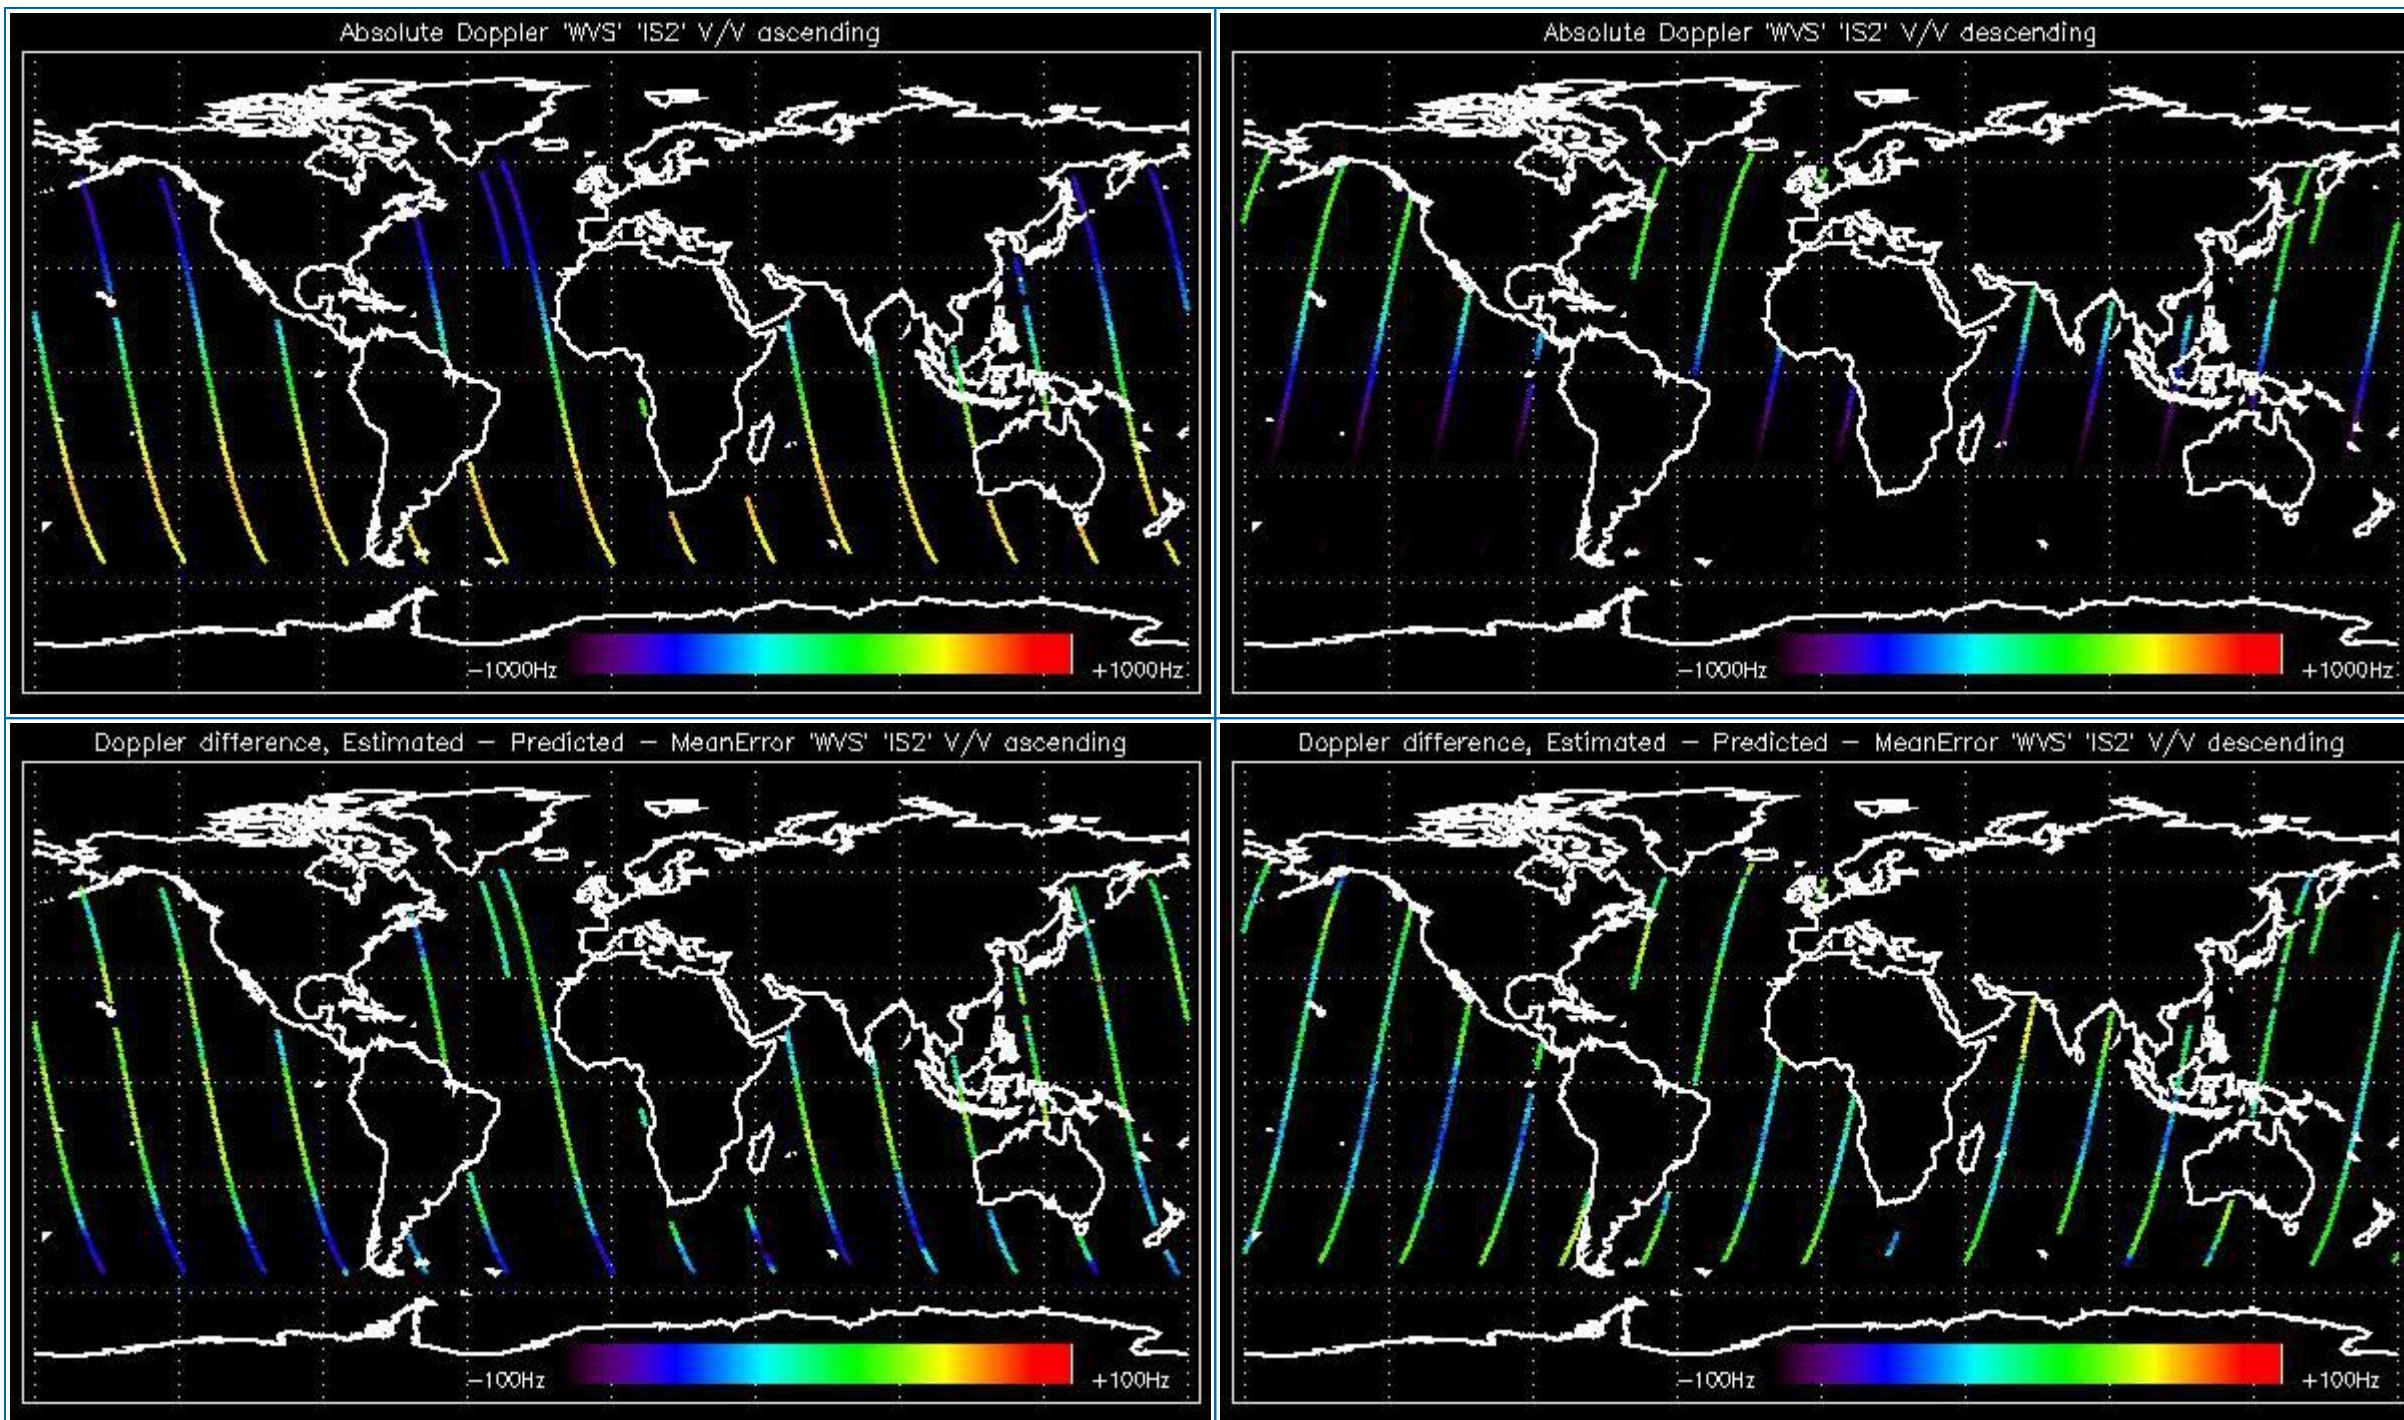 Absolute Doppler 'WVS' 'IS2' V/V ascending
-1000Hz
+1000Hz
Absolute Doppler 'WVS' 'IS2' V/V descending
-1000Hz
+1000Hz
Doppler difference, Estimated - Predicted - MeanError 'WVS' 'IS2' V/V ascending
-100Hz
+100Hz
Doppler difference, Estimated - Predicted - MeanError 'WVS' 'IS2' V/V descending
-100Hz
+100Hz